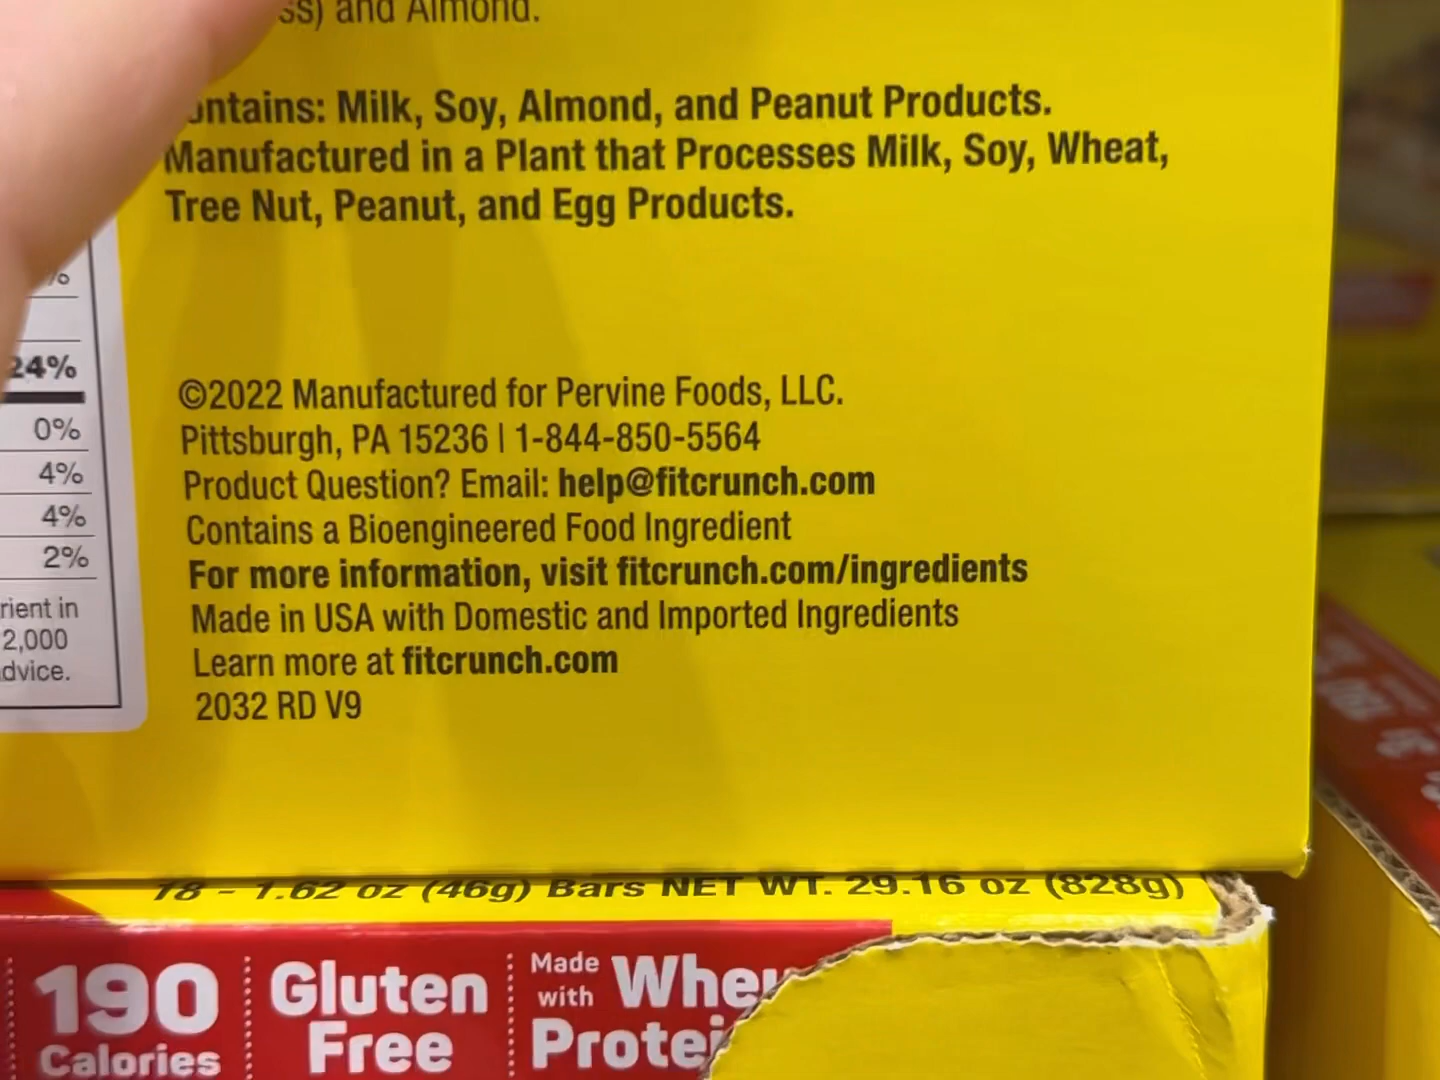 and Almond.
Contains: Milk, Soy, Almond, and Peanut Products.
Manufactured in a Plant that Processes Milk, Soy, Wheat,
Tree Nut, Peanut, and Egg Products.
24%
0%
4%
4%
2%
in
2,000
©2022 Manufactured for Pervine Foods, LLC.
Pittsburgh, PA 15236 | 1-844-850-5564
Product Question? Email: help@fitcrunch.com
Contains a Bioengineered Food Ingredient
For more information, visit fitcrunch.com/ingredients
Made in USA with Domestic and Imported Ingredients
Learn more at fitcrunch.com
2032 RD V9
18 - 1.62 oz (46g) Bars NET WT. 29.16 oz (828g)
190
Calories
Gluten
Free
Made
with Whey
Protein
190